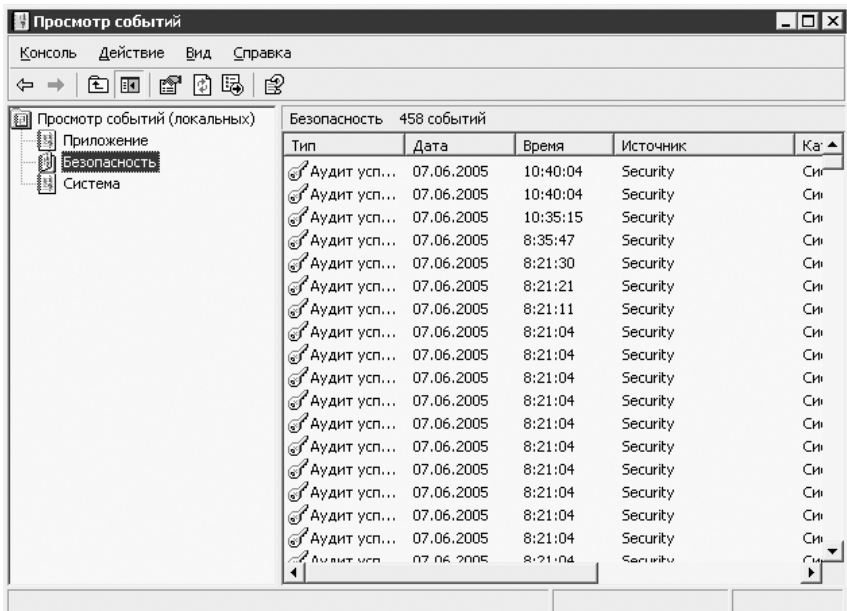 Просмотр событий
Консоль Действие Вид Справка
Просмотр событий (локальных)
Приложение
Безопасность
Система
Безопасность 458 событий
Тип Дата Время Источник
Аудит усп... 07.06.2005 10:40:04 Security
Аудит усп... 07.06.2005 10:40:04 Security
Аудит усп... 07.06.2005 10:35:15 Security
Аудит усп... 07.06.2005 8:35:47 Security
Аудит усп... 07.06.2005 8:21:30 Security
Аудит усп... 07.06.2005 8:21:21 Security
Аудит усп... 07.06.2005 8:21:11 Security
Аудит усп... 07.06.2005 8:21:04 Security
Аудит усп... 07.06.2005 8:21:04 Security
Аудит усп... 07.06.2005 8:21:04 Security
Аудит усп... 07.06.2005 8:21:04 Security
Аудит усп... 07.06.2005 8:21:04 Security
Аудит усп... 07.06.2005 8:21:04 Security
Аудит усп... 07.06.2005 8:21:04 Security
Аудит усп... 07.06.2005 8:21:04 Security
Аудит усп... 07.06.2005 8:21:04 Security
Аудит усп... 07.06.2005 8:21:04 Security
Аудит усп... 07.06.2005 8:21:04 Security